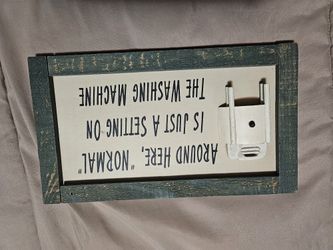 AROUND HERE, "NORMAL"
IS JUST A SETTING ON
THE WASHING MACHINE